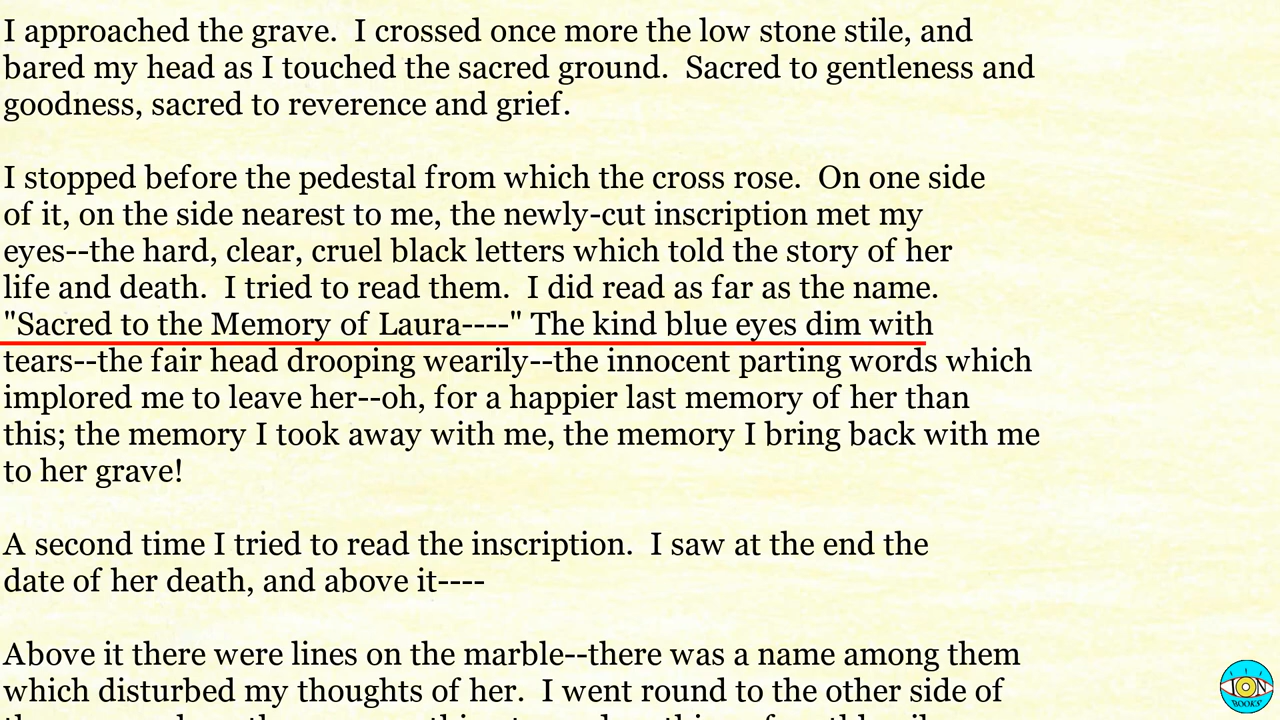 I approached the grave.  I crossed once more the low stone stile, and
bared my head as I touched the sacred ground.  Sacred to gentleness and
goodness, sacred to reverence and grief.
I stopped before the pedestal from which the cross rose.  On one side
of it, on the side nearest to me, the newly-cut inscription met my
eyes--the hard, clear, cruel black letters which told the story of her
life and death.  I tried to read them.  I did read as far as the name.
"Sacred to the Memory of Laura----" The kind blue eyes dim with
tears--the fair head drooping wearily--the innocent parting words which
implored me to leave her--oh, for a happier last memory of her than
this; the memory I took away with me, the memory I bring back with me
to her grave!
A second time I tried to read the inscription.  I saw at the end the
date of her death, and above it----
Above it there were lines on the marble--there was a name among them
which disturbed my thoughts of her.  I went round to the other side of
ION
BOOKS